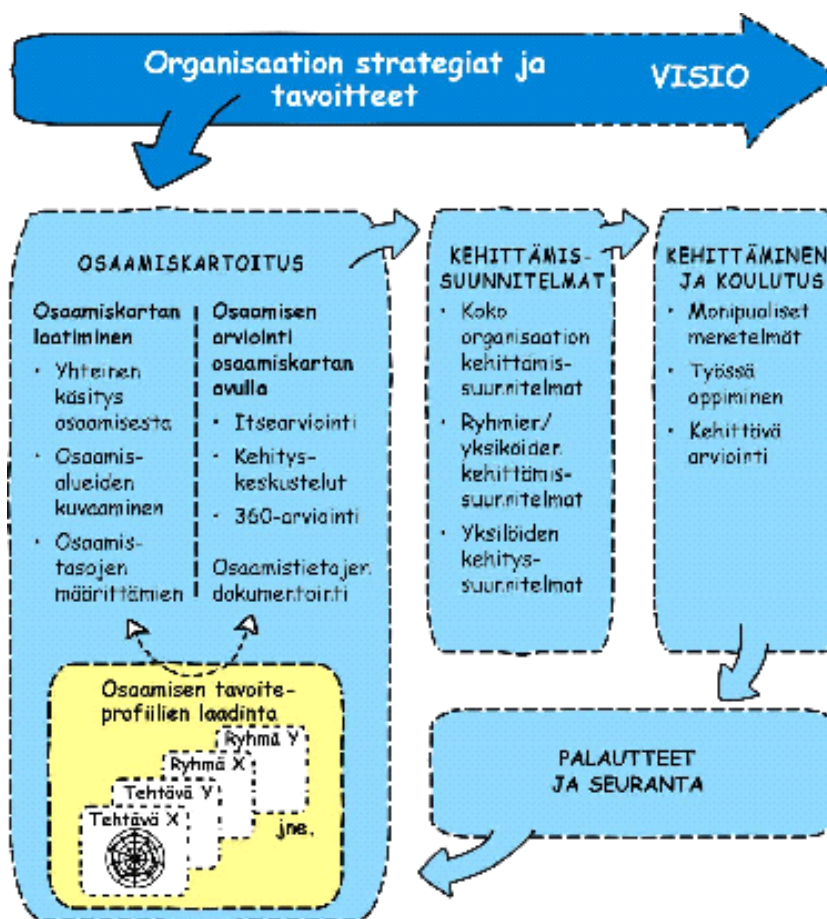 Organisaation strategiat ja
tavoitteet
VISIO
OSAAMISKARTOITUS
Osaamiskartan
laatiminen
• Yhteinen
käsitys
osaamisesta
• Osaamis-
alueiden
kuvaaminen
• Osaamis-
tasojen
määrittämien
Osaamisen
arviointi
osaamiskartan
avulla
• Itsearviointi
• Kehitys-
keskustelut
• 360-arviointi
Osaamistietojen
dokumentointi
Osaamisen tavoite-
profiilien laadinta
Ryhmä Y
Ryhmä X
Tehtävä Y
Tehtävä X
jne.
KEHITTÄMIS-
SUUNNITELMAT
• Koko
organisaation
kehittämis-
suunnitelmat
• Ryhmien/
yksiköiden
kehittämis-
suunnitelmat
• Yksilöiden
kehitys-
suunnitelmat
KEHITTÄMINEN
JA KOULUTUS
• Monipuoliset
menetelmät
• Työssä
oppiminen
• Kehittävä
arviointi
PALAUTTEET
JA SEURANTA